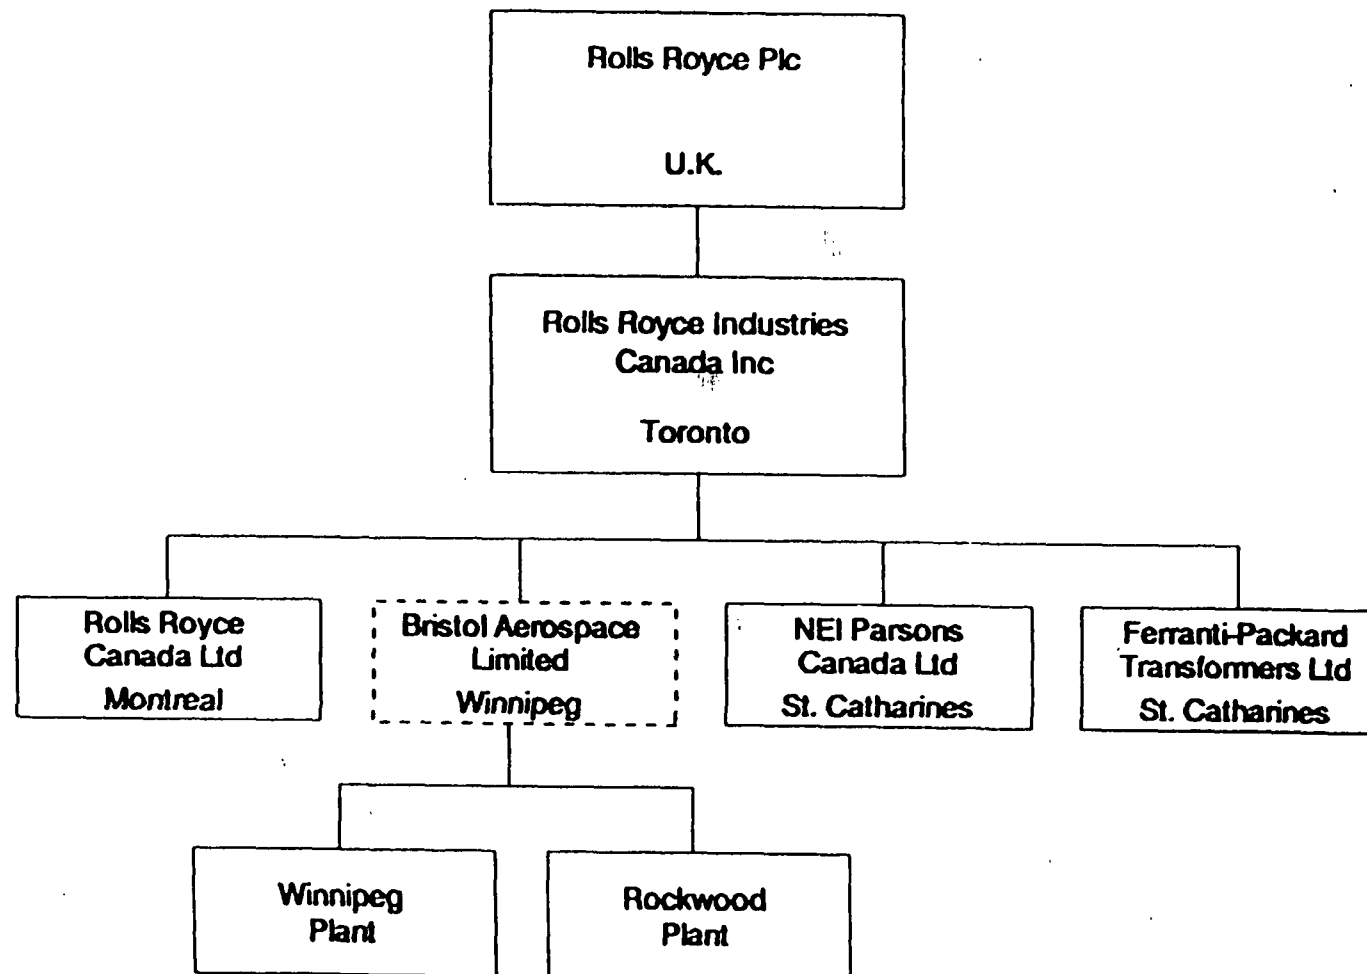 Rolls Royce Plc
U.K.
Rolls Royce Industries
Canada Inc
Toronto
Rolls Royce
Canada Ltd
Montreal
Bristol Aerospace
Limited
Winnipeg
NEI Parsons
Canada Ltd
St. Catharines
Ferranti-Packard
Transformers Ltd
St. Catharines
Winnipeg
Plant
Rockwood
Plant